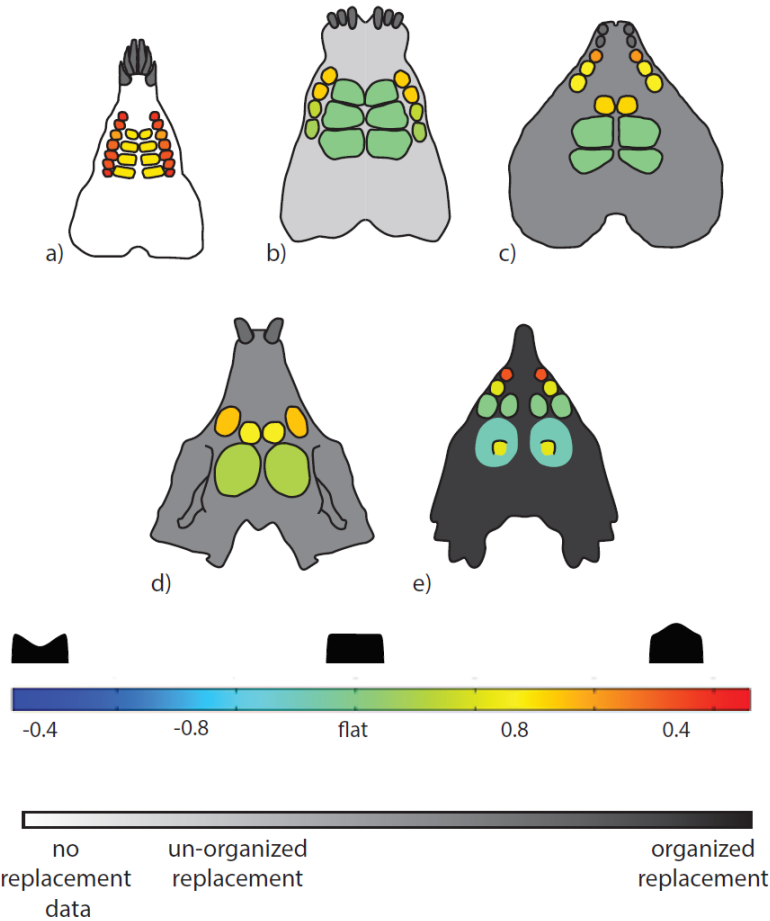 a)
b)
c)
d)
e)
-0.4 -0.8 flat 0.8 0.4
no un-organized organized
replacement replacement replacement
data